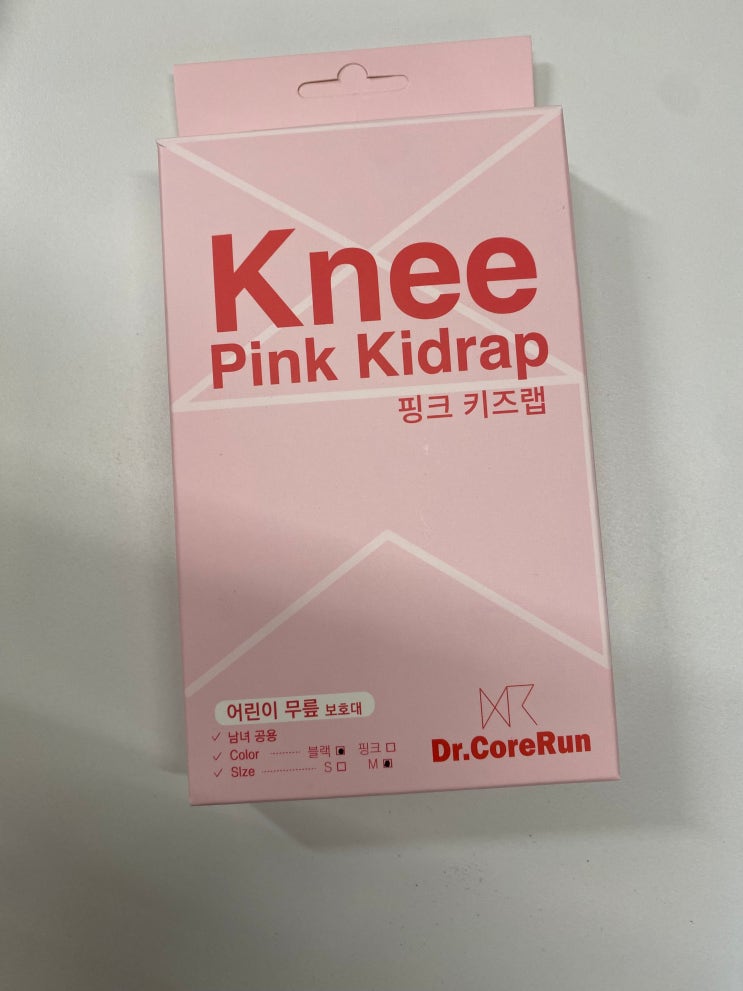 Knee
Pink Kidrap
핑크 키즈랩
어린이 무릎 보호대
✓ 남녀 공용
✓ Color ············ 블랙 ▣ 핑크 □
✓ Size ····················· S □ M ▣
Dr.CoreRun